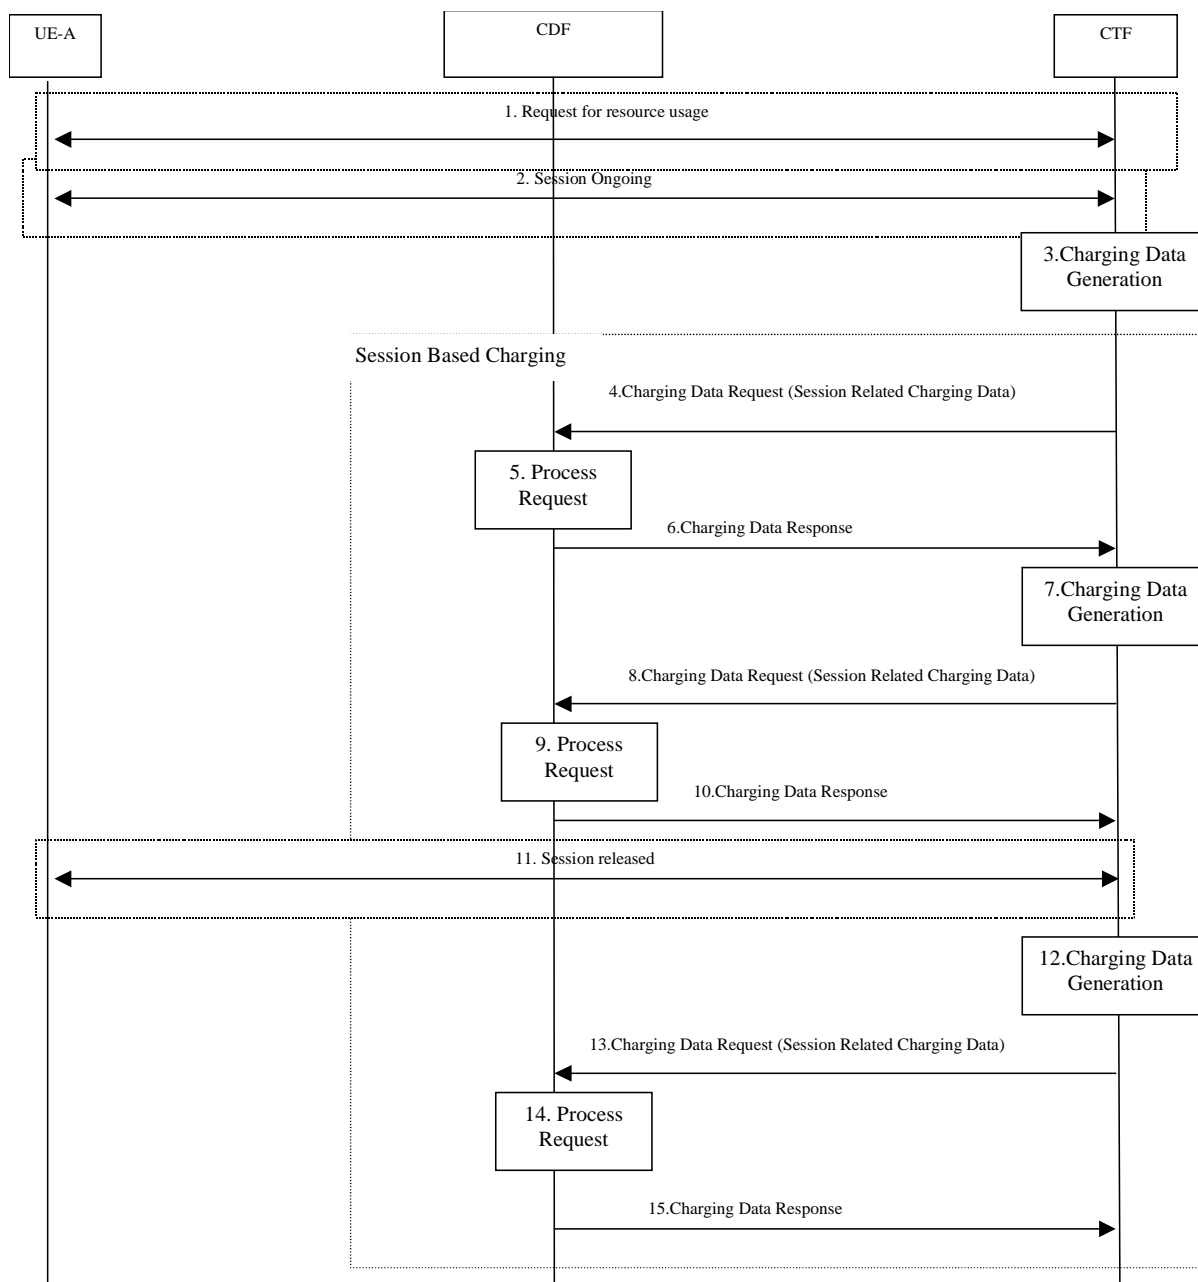 UE-A
CDF
CTF
1. Request for resource usage
2. Session Ongoing
3.Charging Data
Generation
Session Based Charging
4.Charging Data Request (Session Related Charging Data)
5. Process
Request
6.Charging Data Response
7.Charging Data
Generation
8.Charging Data Request (Session Related Charging Data)
9. Process
Request
10.Charging Data Response
11. Session released
12.Charging Data
Generation
13.Charging Data Request (Session Related Charging Data)
14. Process
Request
15.Charging Data Response